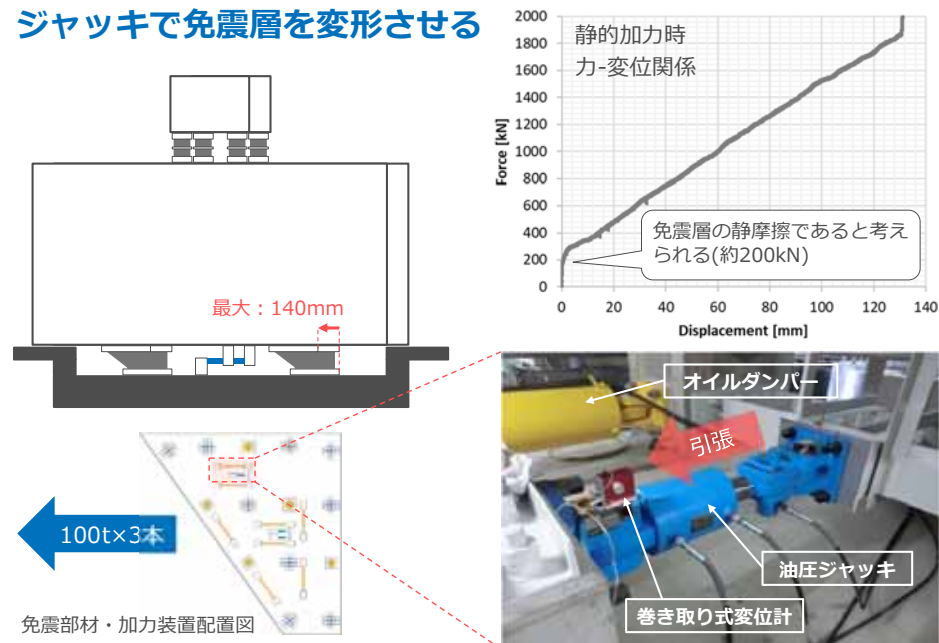 ジャッキで免震層を変形させる
最大：140mm
100t×3本
免震部材・加力装置配置図
静的加力時
力-変位関係
Force [kN]
2000
1800
1600
1400
1200
1000
800
600
400
200
0
免震層の静摩擦であると考え
られる(約200kN)
0 20 40 60 80 100 120 140
Displacement [mm]
オイルダンパー
引張
油圧ジャッキ
巻き取り式変位計